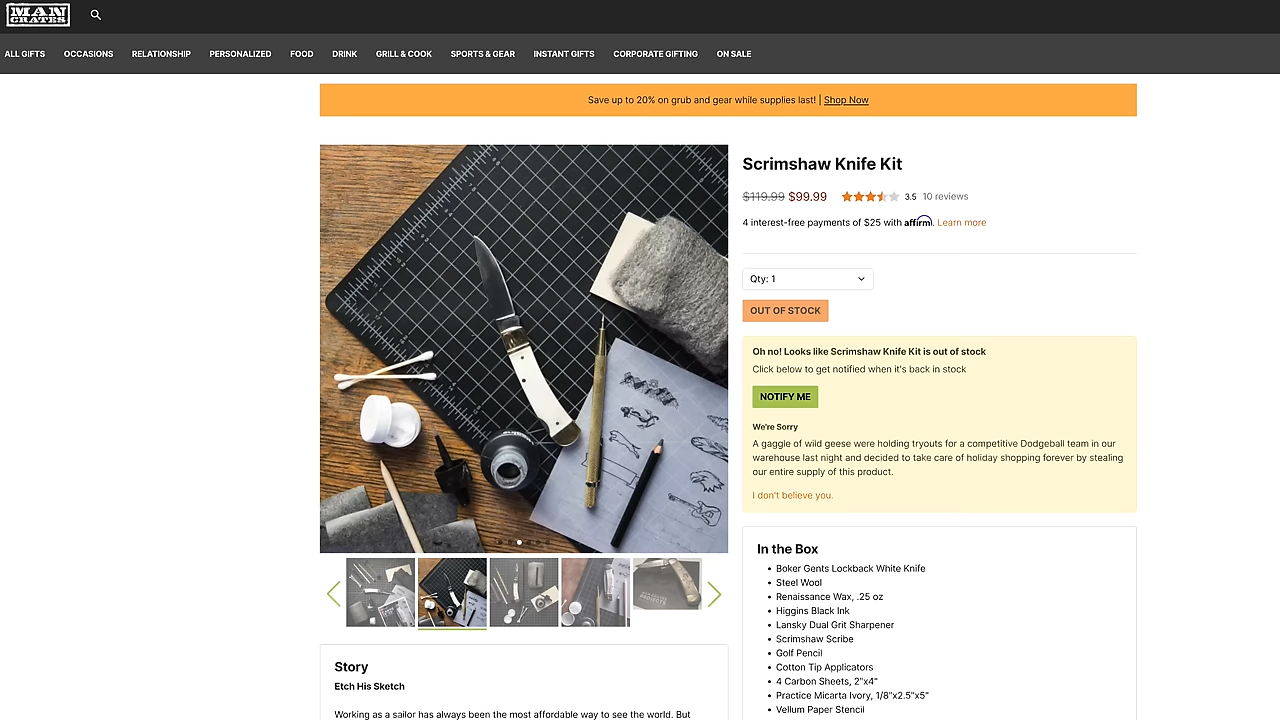 MAN
CRATES
ALL GIFTS OCCASIONS RELATIONSHIP PERSONALIZED FOOD DRINK GRILL & COOK SPORTS & GEAR INSTANT GIFTS CORPORATE GIFTING ON SALE
Save up to 20% on grub and gear while supplies last! | Shop Now
Scrimshaw Knife Kit
$119.99 $99.99 3.5 10 reviews
4 interest-free payments of $25 with affirm. Learn more
Qty: 1
OUT OF STOCK
Oh no! Looks like Scrimshaw Knife Kit is out of stock
Click below to get notified when it's back in stock
NOTIFY ME
We're Sorry
A gaggle of wild geese were holding tryouts for a competitive Dodgeball team in our
warehouse last night and decided to take care of holiday shopping forever by stealing
our entire supply of this product.
I don't believe you.
In the Box
• Boker Gents Lockback White Knife
• Steel Wool
• Renaissance Wax, .25 oz
• Higgins Black Ink
• Lansky Dual Grit Sharpener
• Scrimshaw Scribe
• Golf Pencil
• Cotton Tip Applicators
• 4 Carbon Sheets, 2"x4"
• Practice Micarta Ivory, 1/8"x2.5"x5"
• Vellum Paper Stencil
Story
Etch His Sketch
Working as a sailor has always been the most affordable way to see the world. But